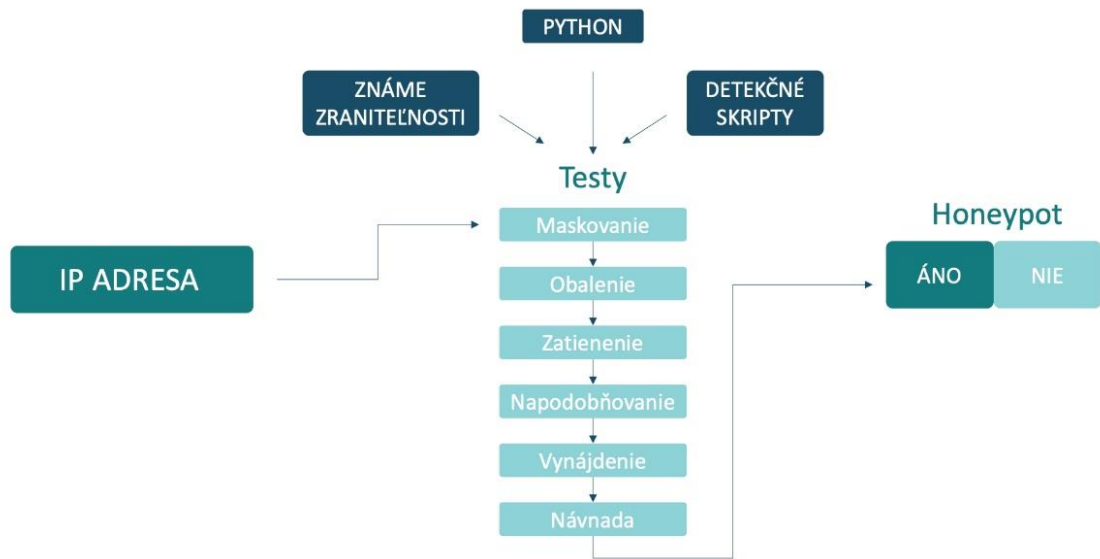 PYTHON
ZNÁME
ZRANITEĽNOSTI
DETEKČNÉ
SKRIPTY
Testy
Maskovanie
Obalenie
Zatienenie
Napodobňovanie
Vynájdenie
Návnada
IP ADRESA
Honeypot
ÁNO
NIE